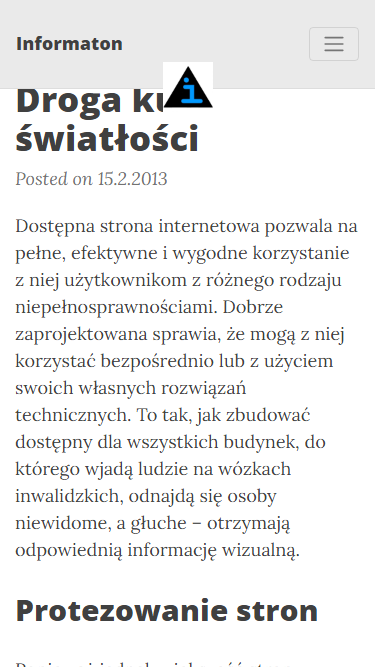 Informaton
Droga
światłości
Posted on 15.2.2013
Dostępna strona internetowa pozwala na
pełne, efektywne i wygodne korzystanie
z niej użytkownikom z różnego rodzaju
niepełnosprawnościami. Dobrze
zaprojektowana sprawia, że mogą z niej
korzystać bezpośrednio lub z użyciem
swoich własnych rozwiązań
technicznych. To tak, jak zbudować
dostępny dla wszystkich budynek, do
którego wjadą ludzie na wózkach
inwalidzkich, odnajdą się osoby
niewidome, a głuche – otrzymają
odpowiednią informację wizualną.
Protezowanie stron